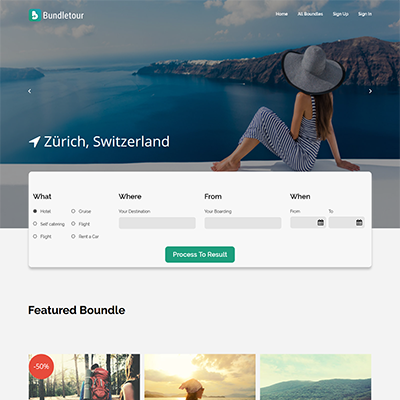 Bundletour
Home All Boundles Sign Up Sign In
Zürich, Switzerland
What Where From When
Hotel Cruise Your Destination Your Boarding From To
Self catering Flight
Flight Rent a Car
Process To Result
Featured Boundle
-50%